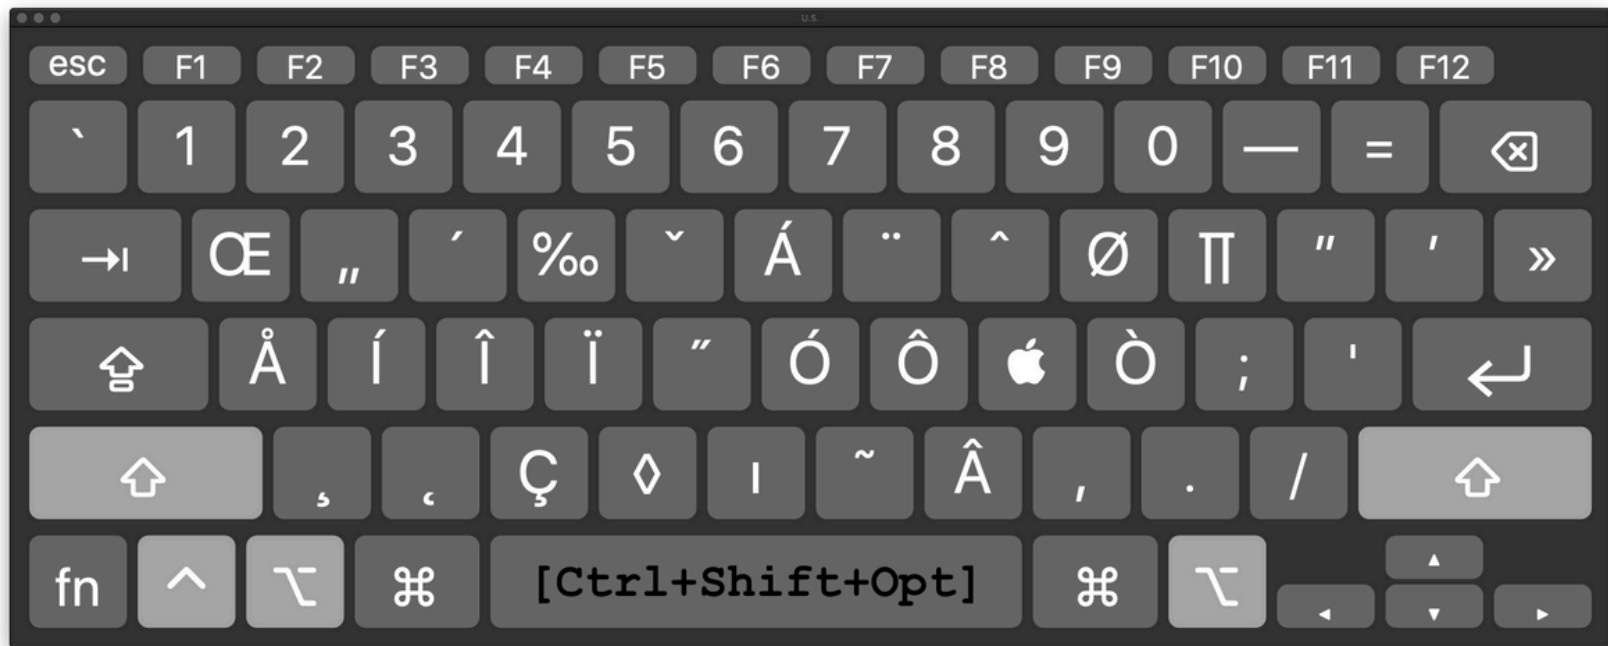 U.S.
esc F1 F2 F3 F4 F5 F6 F7 F8 F9 F10 F11 F12
` 1 2 3 4 5 6 7 8 9 0 — =
Œ „ ´ ‰ ˇ Á ¨ ˆ Ø ∏ ” ’ »
Å Í Î Ï ˝ Ó Ô  Ò ; '
¸ ˛ Ç ◊ ı ˜ Â , . /
fn ^ ⌥ ⌘ [Ctrl+Shift+Opt] ⌘ ⌥